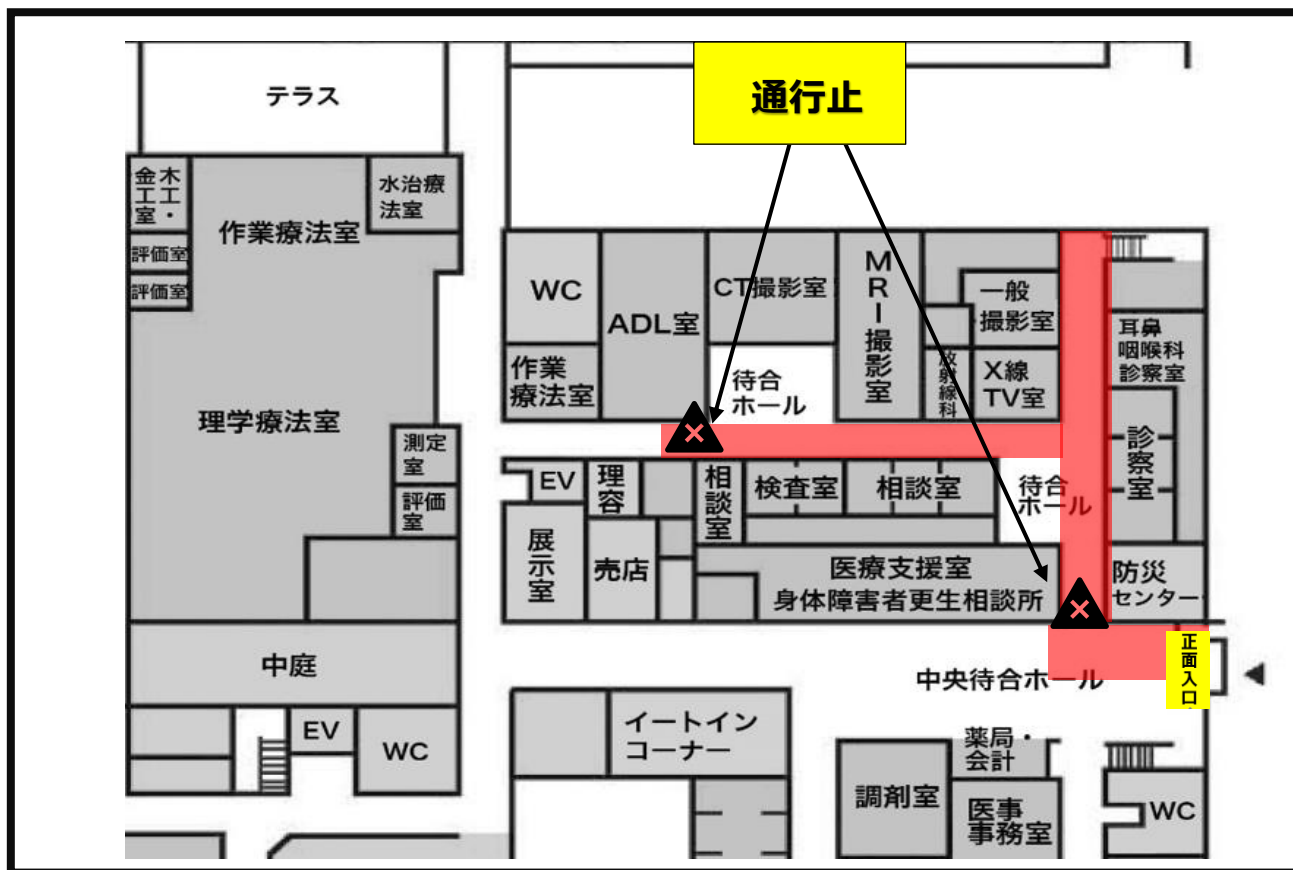 通行止
テラス
金工室・木工
水治療
法室
作業療法室
評価室
評価室
理学療法室
測定
室
評価
室
WC
ADL室
CT撮影室
MRI撮影室
一般
撮影室
作業
療法室
待合
ホール
放射線科
X線
TV室
耳鼻
咽喉科
診察室
診察室
EV
理容
相談室
検査室
相談室
待合
ホール
展示室
売店
医療支援室
身体障害者更生相談所
防災
センター
正面入口
中央待合ホール
中庭
EV
WC
イートイン
コーナー
薬局・
会計
調剤室
医事
事務室
WC